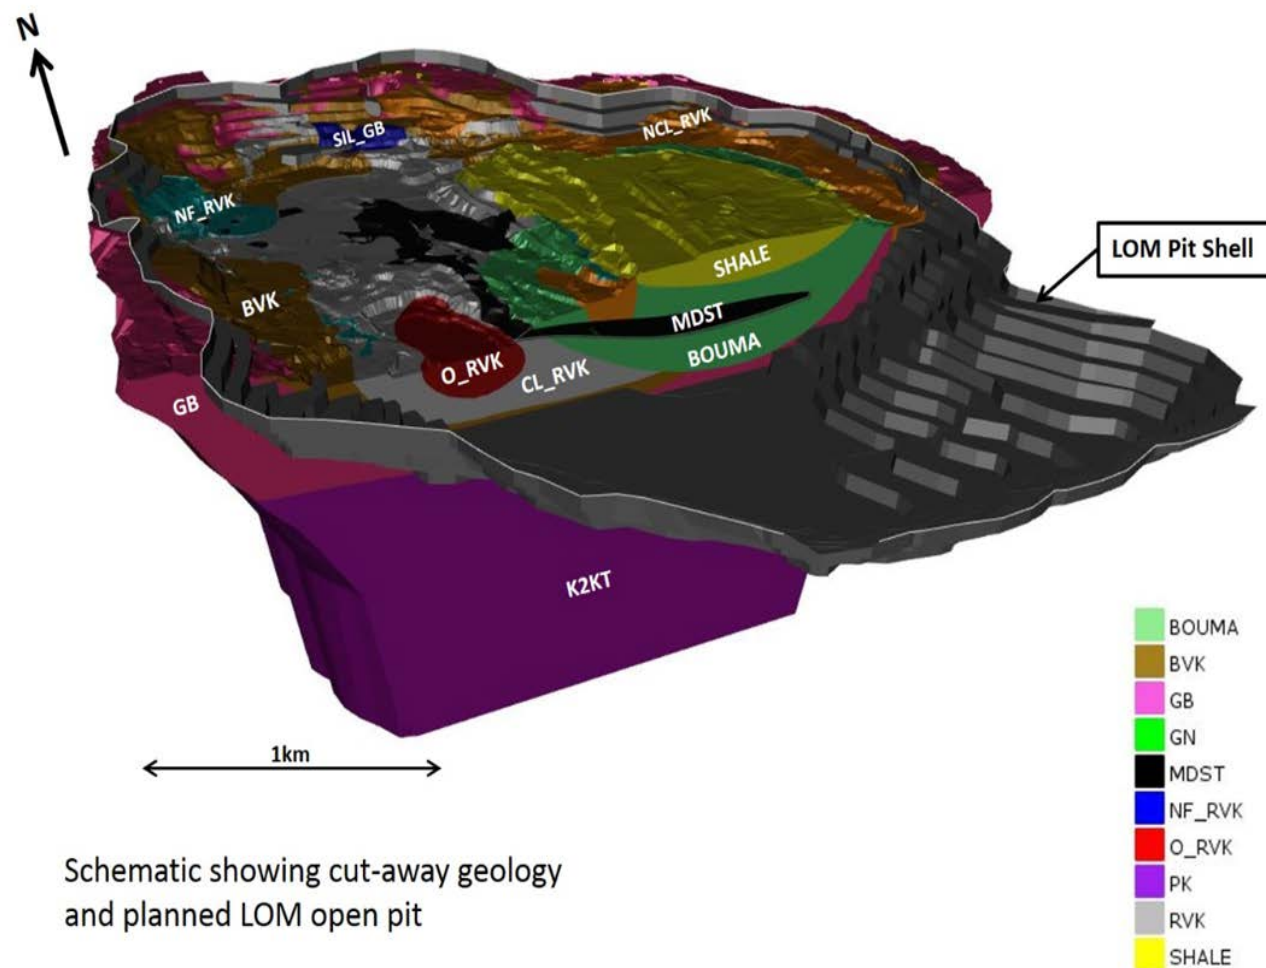 N
SIL_GB
NCL_RVK
NF_RVK
LOM Pit Shell
SHALE
BVK
MDST
BOUMA
O_RVK
CL_RVK
GB
K2KT
1km
BOUMA
BVK
GB
GN
MDST
NF_RVK
O_RVK
PK
RVK
SHALE
Schematic showing cut-away geology
and planned LOM open pit